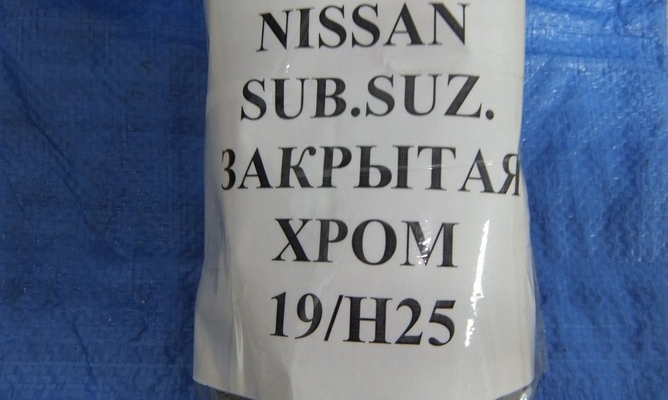 NISSAN
SUB.SUZ.
ЗАКРЫТАЯ
ХРОМ
19/H25